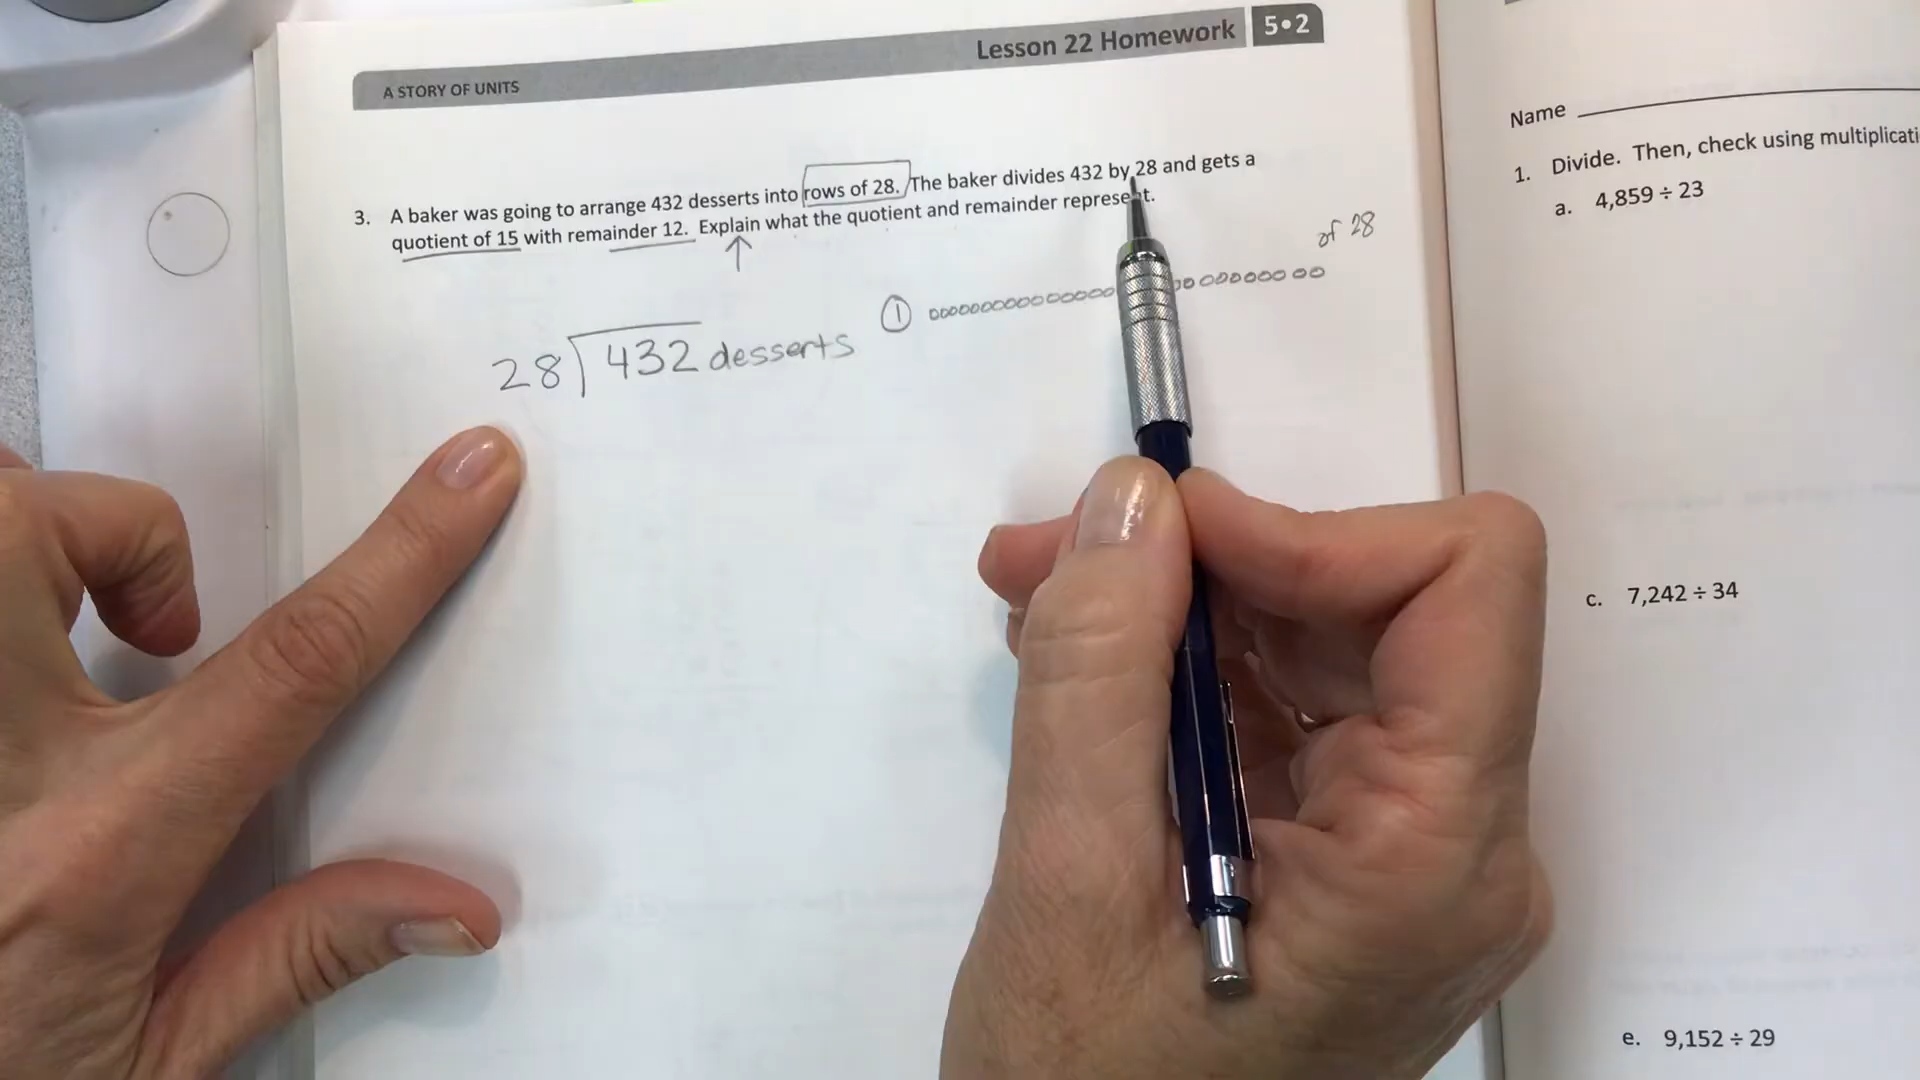 Lesson 22 Homework 5•2
A STORY OF UNITS
3. A baker was going to arrange 432 desserts into rows of 28. The baker divides 432 by 28 and gets a
quotient of 15 with remainder 12. Explain what the quotient and remainder represent.
of 28
1
28 432 desserts
Name
1. Divide. Then, check using
a. 4,859 ÷ 23
c. 7,242 ÷ 34
e. 9,152 ÷ 29